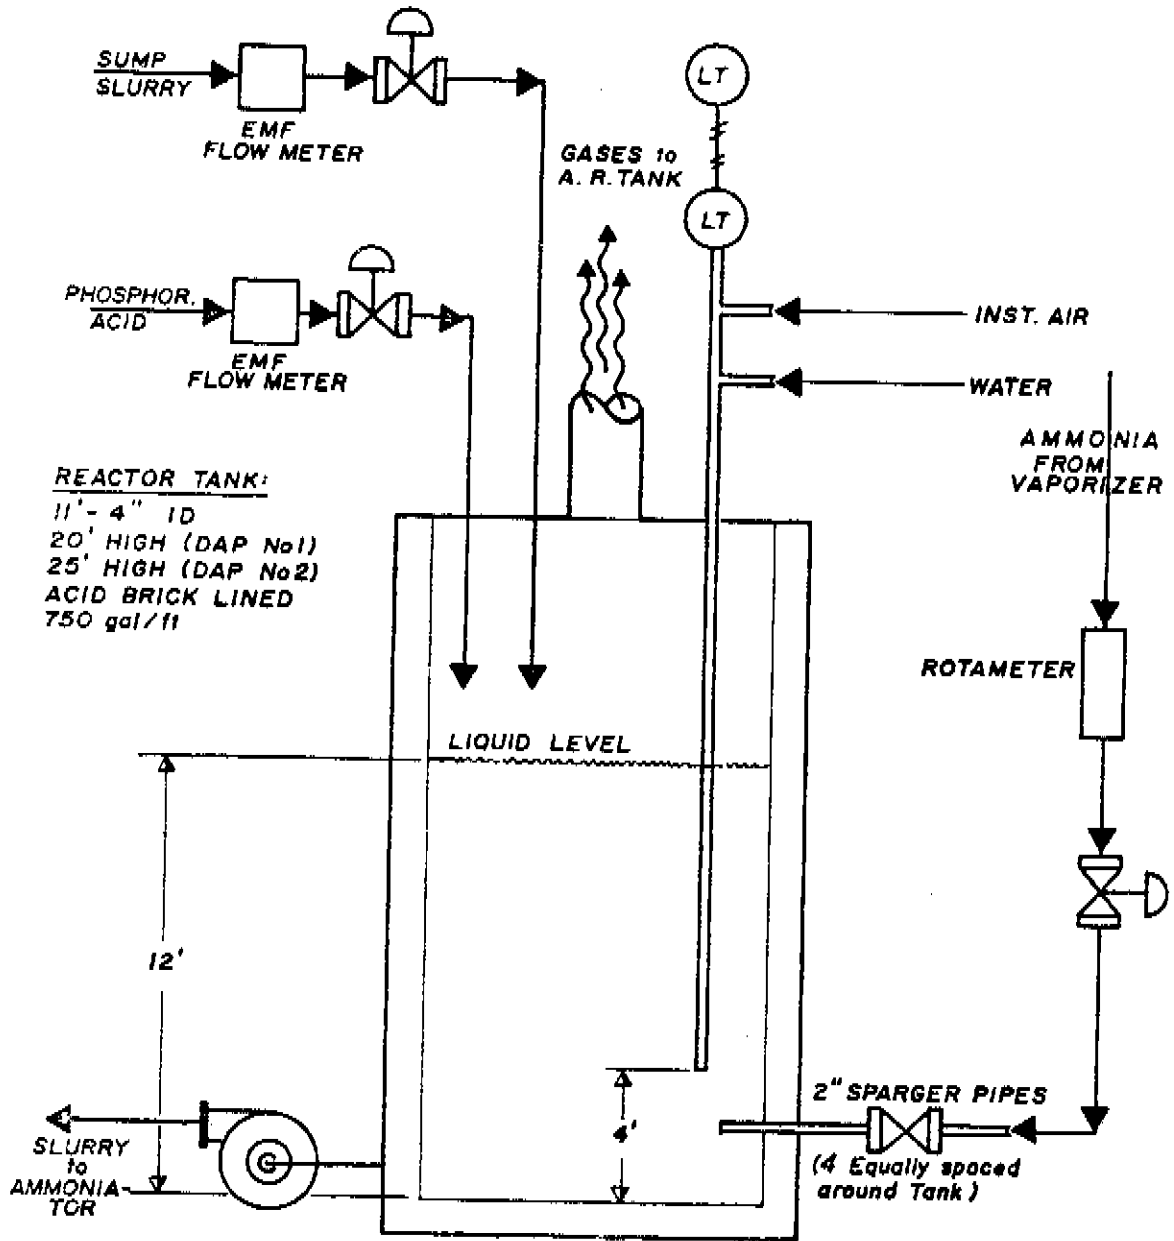 SUMP
SLURRY
EMF
FLOW METER
LT
GASES to
A. R. TANK
LT
PHOSPHOR.
ACID
EMF
FLOW METER
INST. AIR
WATER
AMMONIA
FROM
VAPORIZER
REACTOR TANK:
11'-4" ID
20' HIGH (DAP No1)
25' HIGH (DAP No2)
ACID BRICK LINED
750 gal/ft
ROTAMETER
LIQUID LEVEL
12'
2" SPARGER PIPES
4'
(4 Equally spaced
around Tank)
SLURRY
to
AMMONIA-
TOR